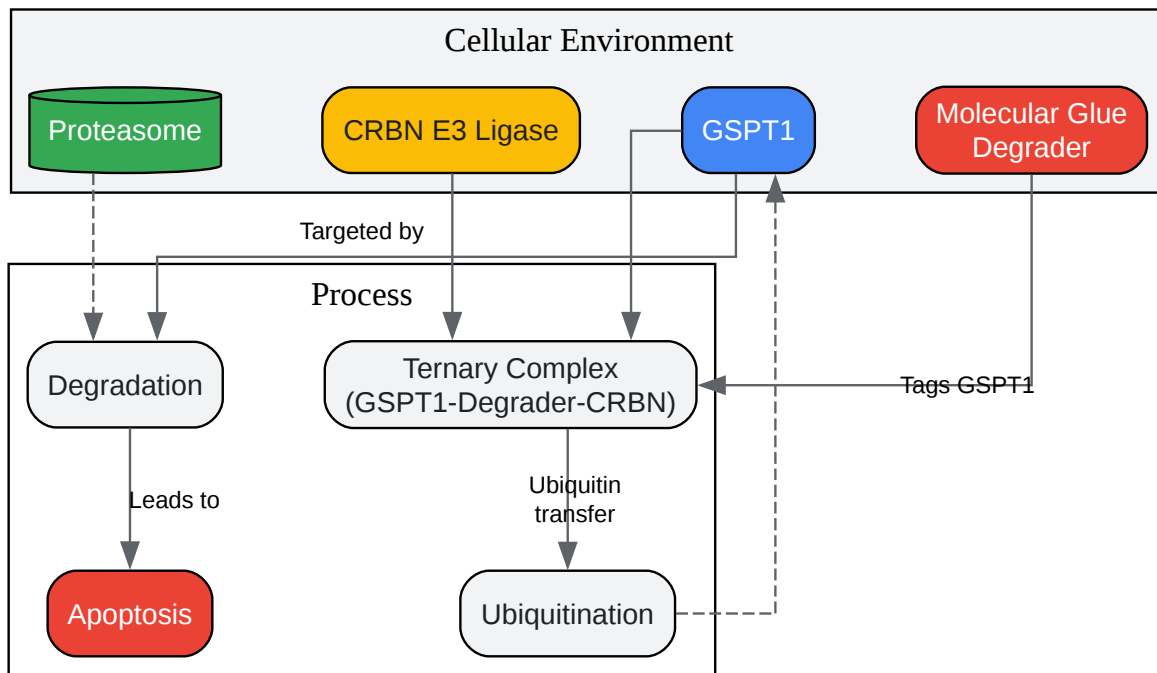 Cellular Environment
Proteasome
CRBN E3 Ligase
GSPT1
Molecular Glue
Degrader
Targeted by
Process
Degradation
Ternary Complex
(GSPT1-Degrader-CRBN)
Tags GSPT1
Leads to
Ubiquitin
transfer
Apoptosis
Ubiquitination